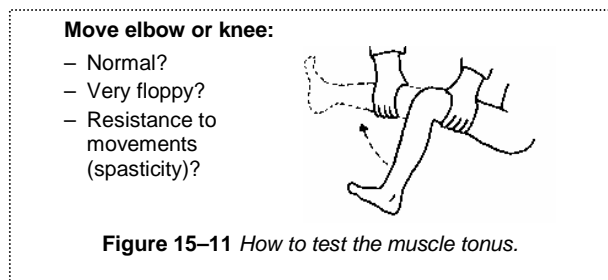 Move elbow or knee:
– Normal?
– Very floppy?
– Resistance to
movements
(spasticity)?
Figure 15–11 How to test the muscle tonus.